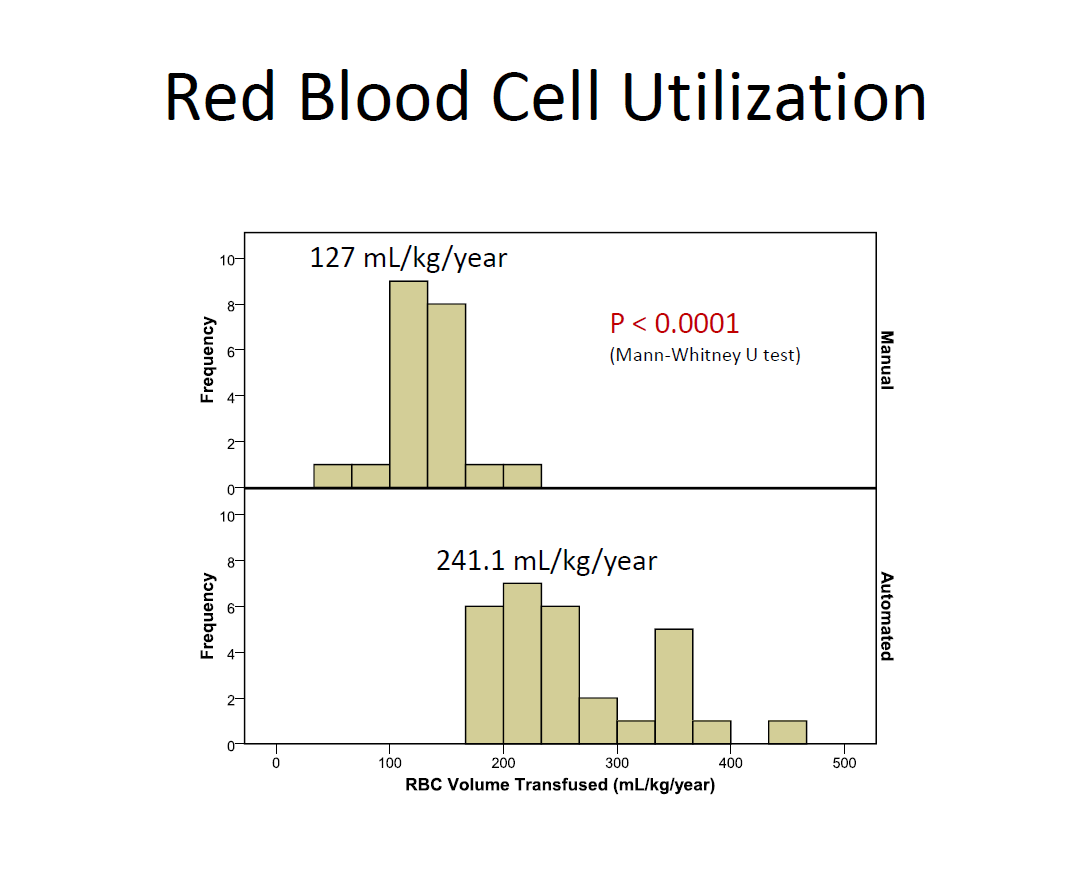 Red Blood Cell Utilization
127 mL/kg/year
P < 0.0001
(Mann-Whitney U test)
Frequency
10
8
6
4
2
0
Manual
241.1 mL/kg/year
Frequency
10
8
6
4
2
0
Automated
0 100 200 300 400 500
RBC Volume Transfused (mL/kg/year)